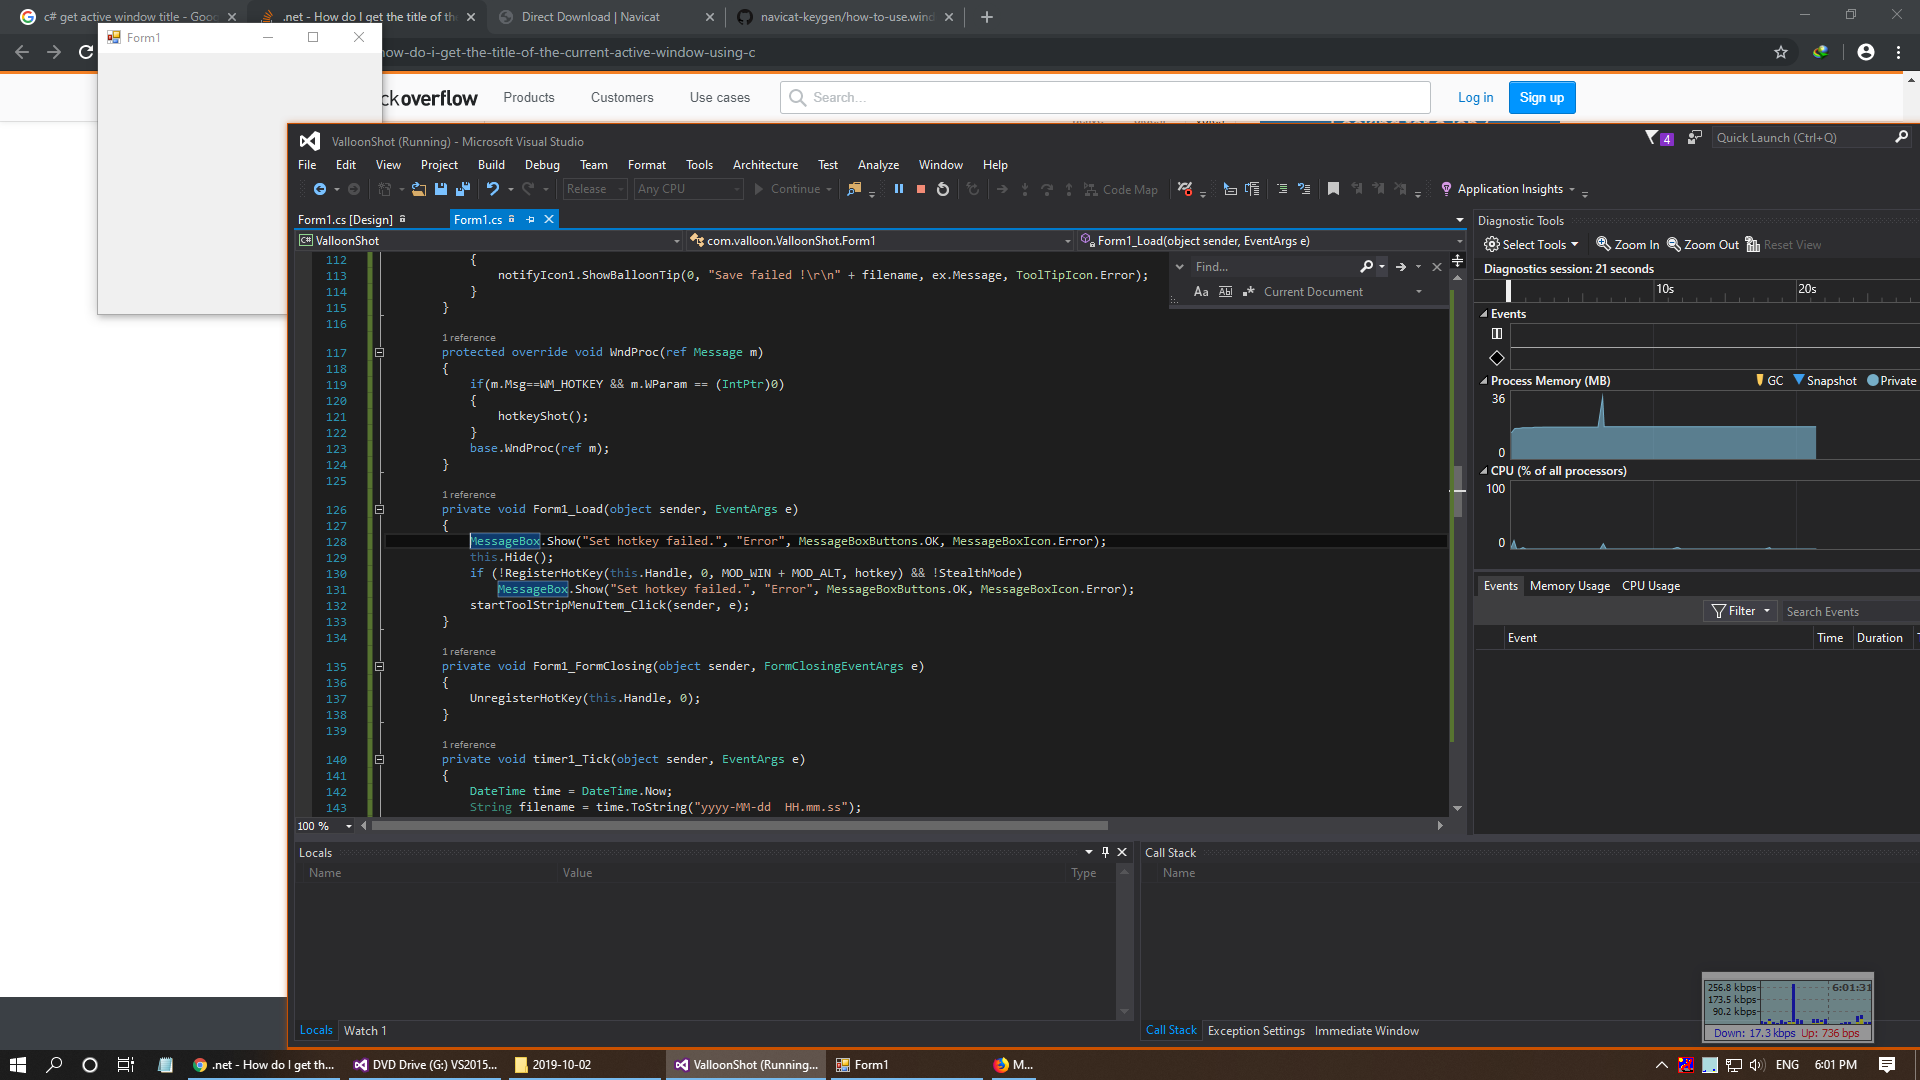 c# get active window title - Goo
.net - How do I get the title of the
Direct Download | Navicat
navicat-keygen/how-to-use.wind
Form1
how-do-i-get-the-title-of-the-current-active-window-using-c
ckoverflow
Products
Customers
Use cases
Search...
Log in
Sign up
ValloonShot (Running) - Microsoft Visual Studio
4
Quick Launch (Ctrl+Q)
File Edit View Project Build Debug Team Format Tools Architecture Test Analyze Window Help
Release Any CPU Continue Code Map Application Insights
Form1.cs [Design] Form1.cs
C# ValloonShot com.valloon.ValloonShot.Form1 Form1_Load(object sender, EventArgs e)
Find...
Aa Ab Current Document
112 {
113 notifyIcon1.ShowBalloonTip(0, "Save failed !\r\n" + filename, ex.Message, ToolTipIcon.Error);
114 }
115 }
116
1 reference
117 protected override void WndProc(ref Message m)
118 {
119 if(m.Msg==WM_HOTKEY && m.WParam == (IntPtr)0)
120 {
121 hotkeyShot();
122 }
123 base.WndProc(ref m);
124 }
125
1 reference
126 private void Form1_Load(object sender, EventArgs e)
127 {
128 MessageBox.Show("Set hotkey failed.", "Error", MessageBoxButtons.OK, MessageBoxIcon.Error);
129 this.Hide();
130 if (!RegisterHotKey(this.Handle, 0, MOD_WIN + MOD_ALT, hotkey) && !StealthMode)
131 MessageBox.Show("Set hotkey failed.", "Error", MessageBoxButtons.OK, MessageBoxIcon.Error);
132 startToolStripMenuItem_Click(sender, e);
133 }
134
1 reference
135 private void Form1_FormClosing(object sender, FormClosingEventArgs e)
136 {
137 UnregisterHotKey(this.Handle, 0);
138 }
139
1 reference
140 private void timer1_Tick(object sender, EventArgs e)
141 {
142 DateTime time = DateTime.Now;
143 String filename = time.ToString("yyyy-MM-dd  HH.mm.ss");
100 %
Diagnostic Tools
Select Tools Zoom In Zoom Out Reset View
Diagnostics session: 21 seconds
10s 20s
Events
Process Memory (MB) GC Snapshot Private
36
0
CPU (% of all processors)
100
0
Events Memory Usage CPU Usage
Filter Search Events
Event Time Duration
Locals
Name Value Type
Locals Watch 1
Call Stack
Name
Call Stack Exception Settings Immediate Window
256.8 kbps 6:01:31
173.5 kbps
90.2 kbps
Down: 17.3 kbps Up: 736 bps
.net - How do I get th...
DVD Drive (G:) VS2015...
2019-10-02
ValloonShot (Running...
Form1
M...
ENG 6:01 PM